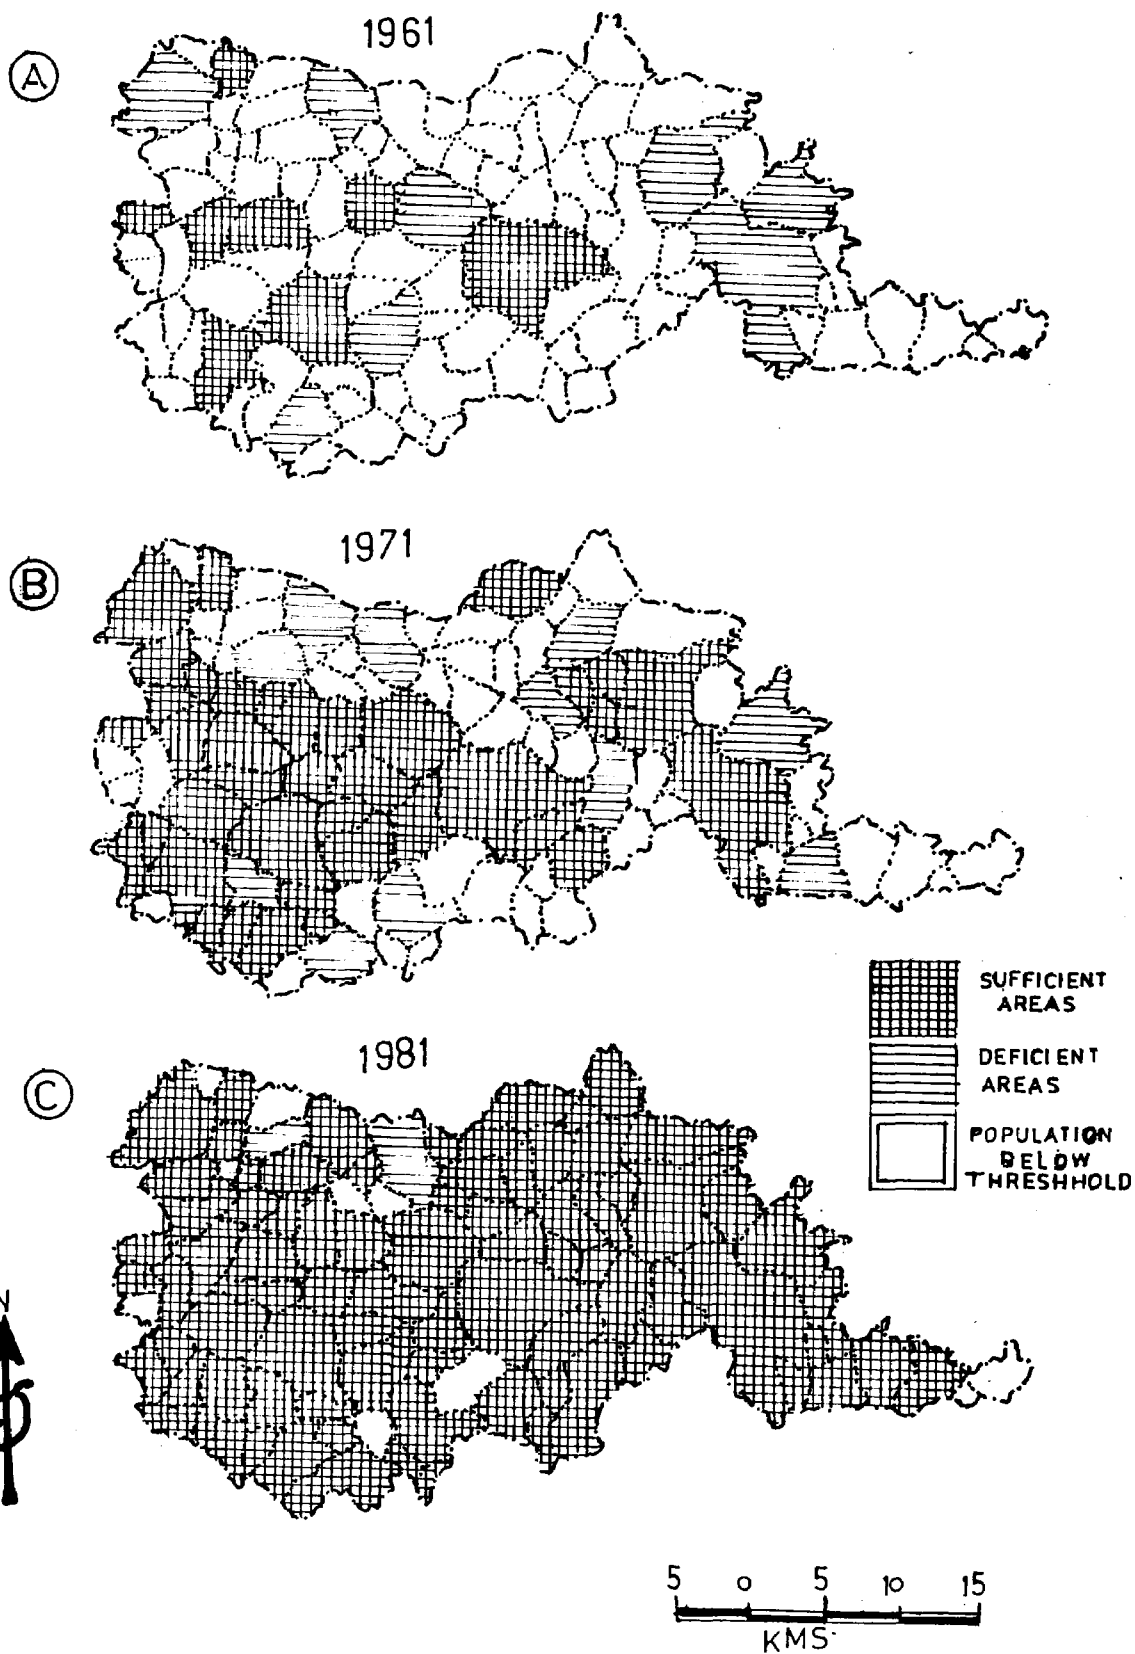 1961
A
1971
B
SUFFICIENT
AREAS
DEFICIENT
AREAS
POPULATION
BELOW
THRESHHOLD
1981
C
N
5 0 5 10 15
KMS